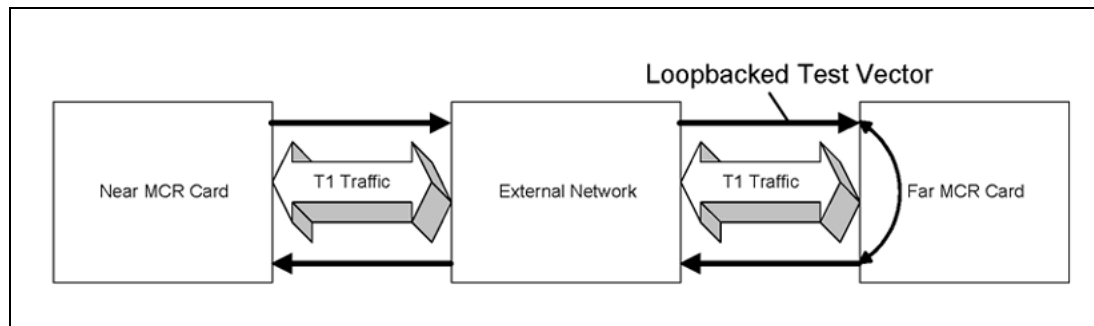 Loopbacked Test Vector
Near MCR Card
T1 Traffic
External Network
T1 Traffic
Far MCR Card